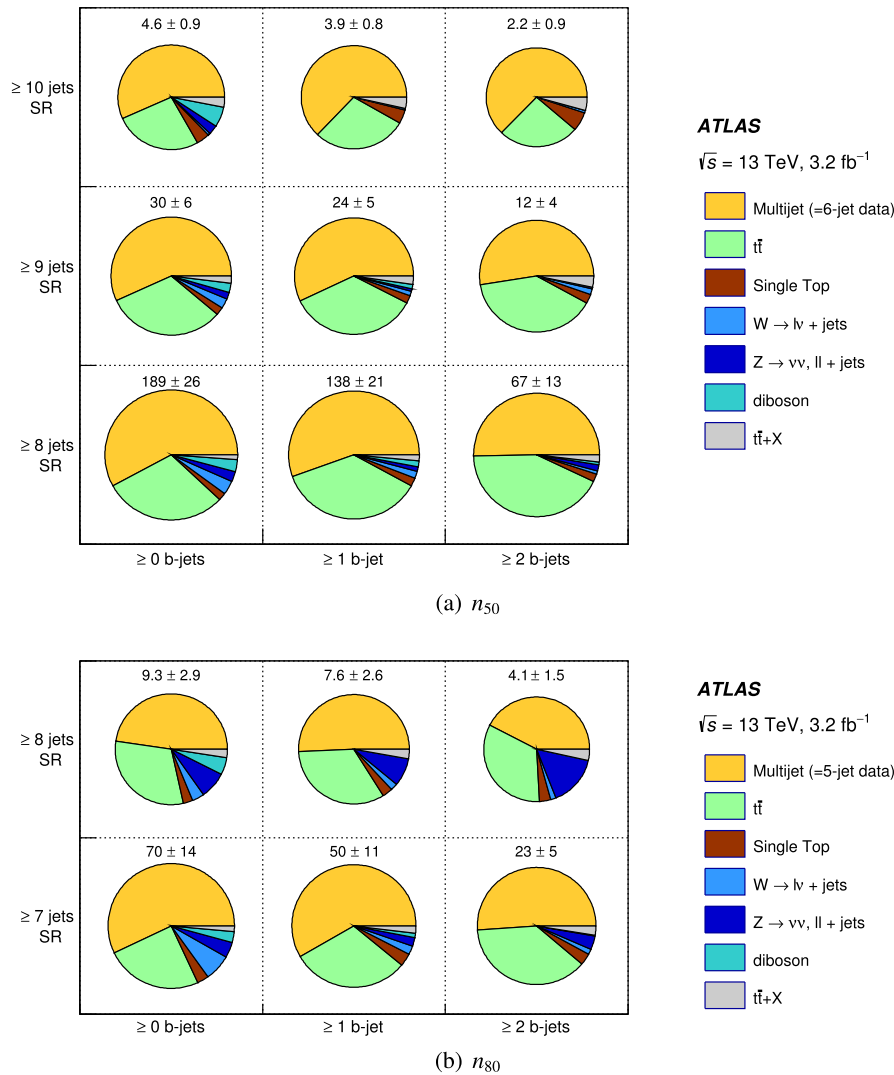 4.6 ± 0.9 3.9 ± 0.8 2.2 ± 0.9
≥ 10 jets
SR
30 ± 6 24 ± 5 12 ± 4
≥ 9 jets
SR
189 ± 26 138 ± 21 67 ± 13
≥ 8 jets
SR
≥ 0 b-jets ≥ 1 b-jet ≥ 2 b-jets
ATLAS
√s = 13 TeV, 3.2 fb⁻¹
Multijet (=6-jet data)
tt̄
Single Top
W → lν + jets
Z → νν, ll + jets
diboson
tt̄+X
(a) n₅₀
9.3 ± 2.9 7.6 ± 2.6 4.1 ± 1.5
≥ 8 jets
SR
70 ± 14 50 ± 11 23 ± 5
≥ 7 jets
SR
≥ 0 b-jets ≥ 1 b-jet ≥ 2 b-jets
ATLAS
√s = 13 TeV, 3.2 fb⁻¹
Multijet (=5-jet data)
tt̄
Single Top
W → lν + jets
Z → νν, ll + jets
diboson
tt̄+X
(b) n₈₀